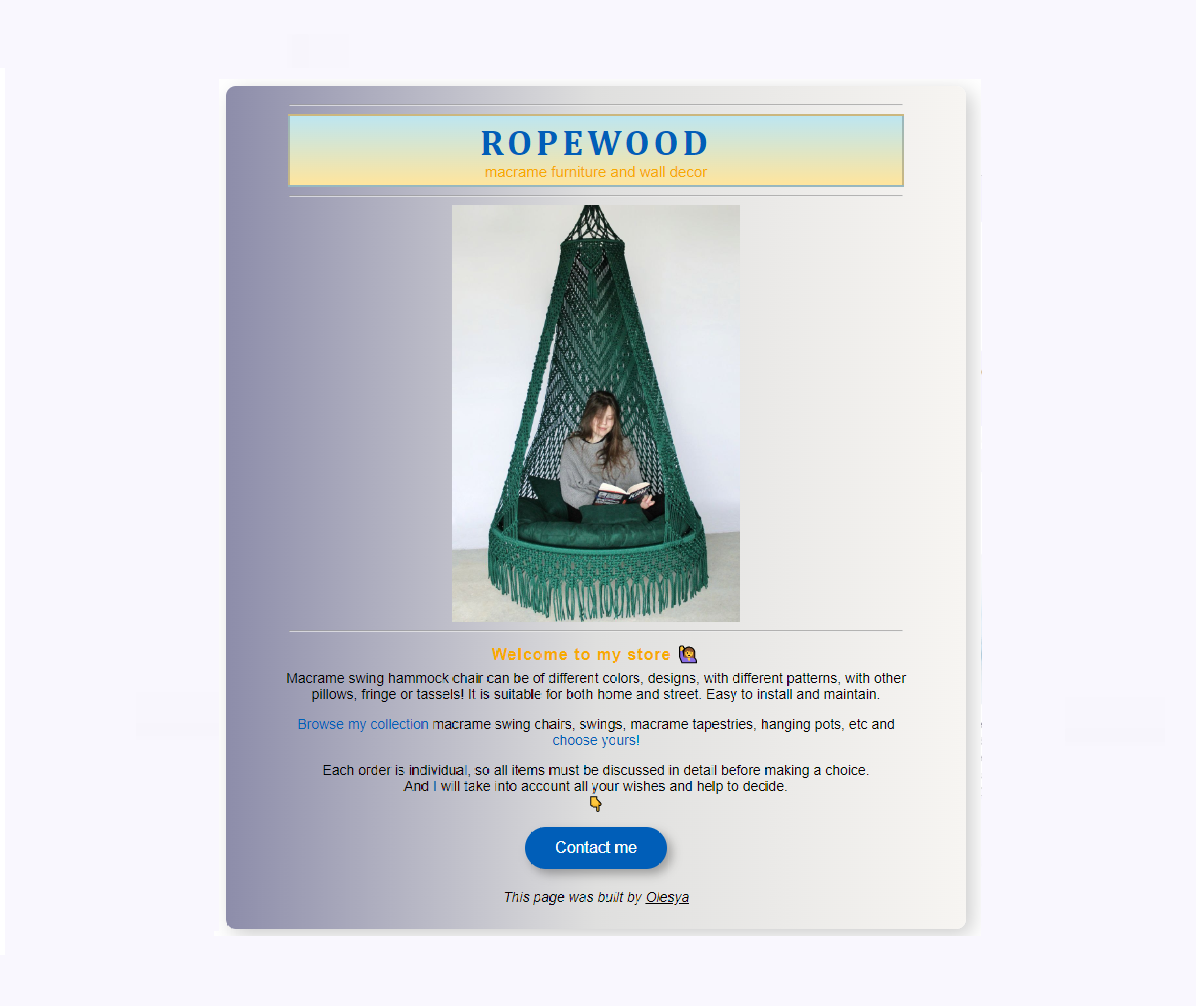 ROPEWOOD
macrame furniture and wall decor
Welcome to my store 🙋
Macrame swing hammock chair can be of different colors, designs, with different patterns, with other
pillows, fringe or tassels! It is suitable for both home and street. Easy to install and maintain.
Browse my collection macrame swing chairs, swings, macrame tapestries, hanging pots, etc and
choose yours!
Each order is individual, so all items must be discussed in detail before making a choice.
And I will take into account all your wishes and help to decide.
👇
Contact me
This page was built by Olesya